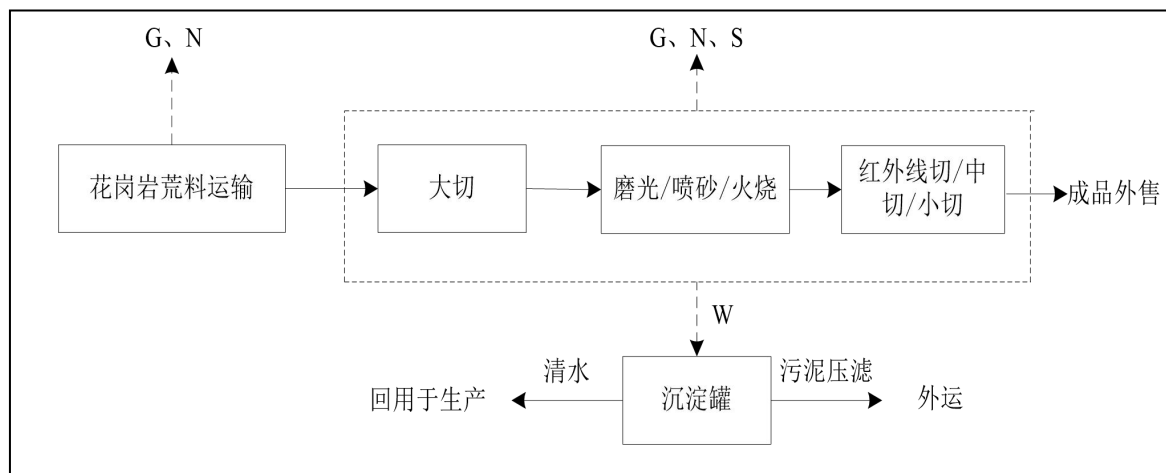 G、N
G、N、S
花岗岩荒料运输
大切
磨光/喷砂/火烧
红外线切/中
切/小切
成品外售
W
清水
污泥压滤
回用于生产
沉淀罐
外运